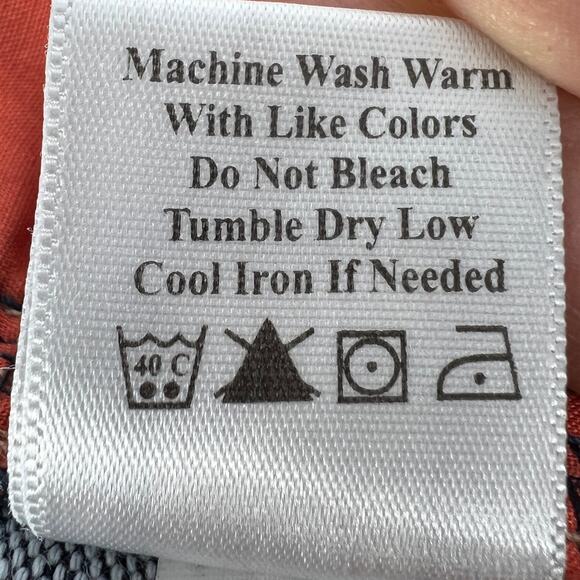 Machine Wash Warm
With Like Colors
Do Not Bleach
Tumble Dry Low
Cool Iron If Needed
40 C